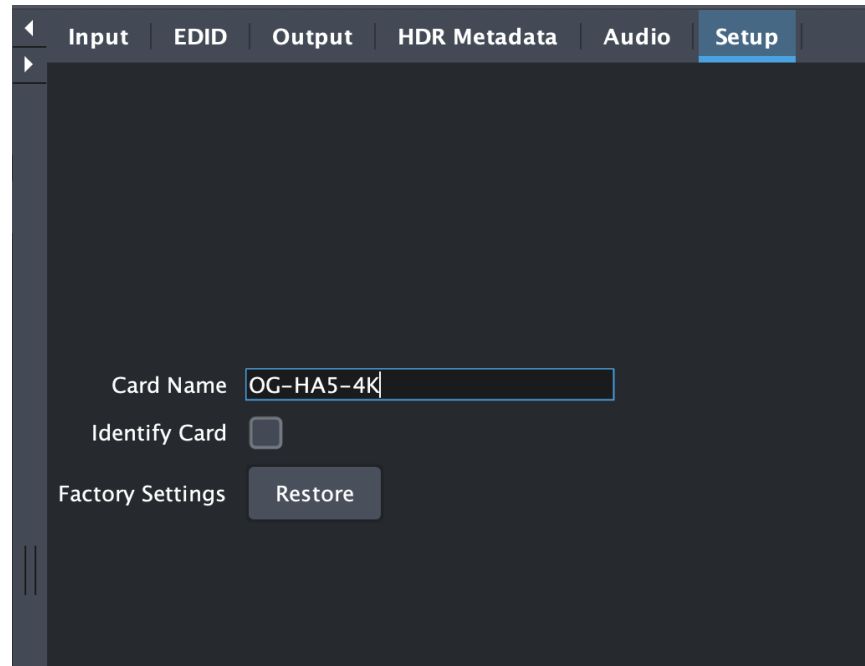 Input EDID Output HDR Metadata Audio Setup
Card Name OG-HA5-4K
Identify Card
Factory Settings Restore